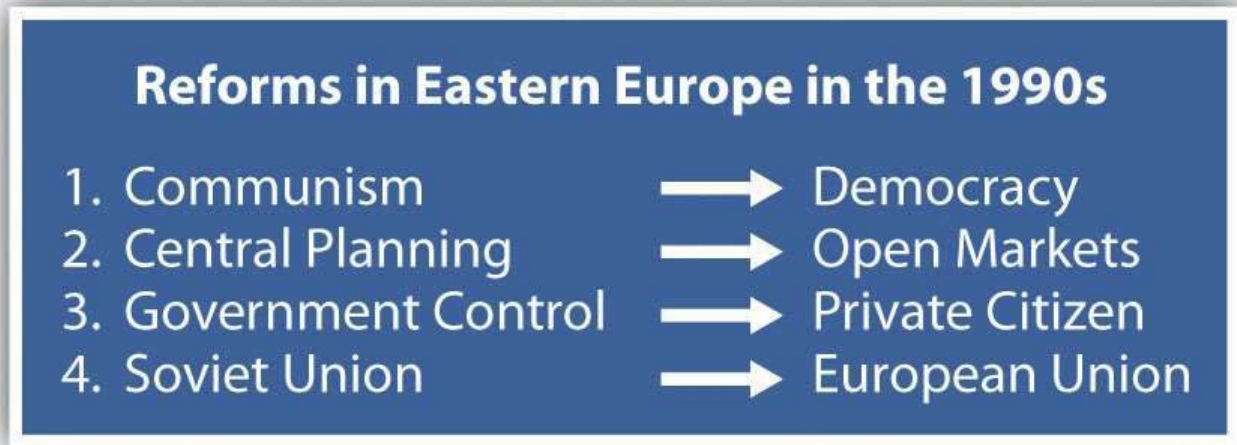 Reforms in Eastern Europe in the 1990s
1. Communism → Democracy
2. Central Planning → Open Markets
3. Government Control → Private Citizen
4. Soviet Union → European Union